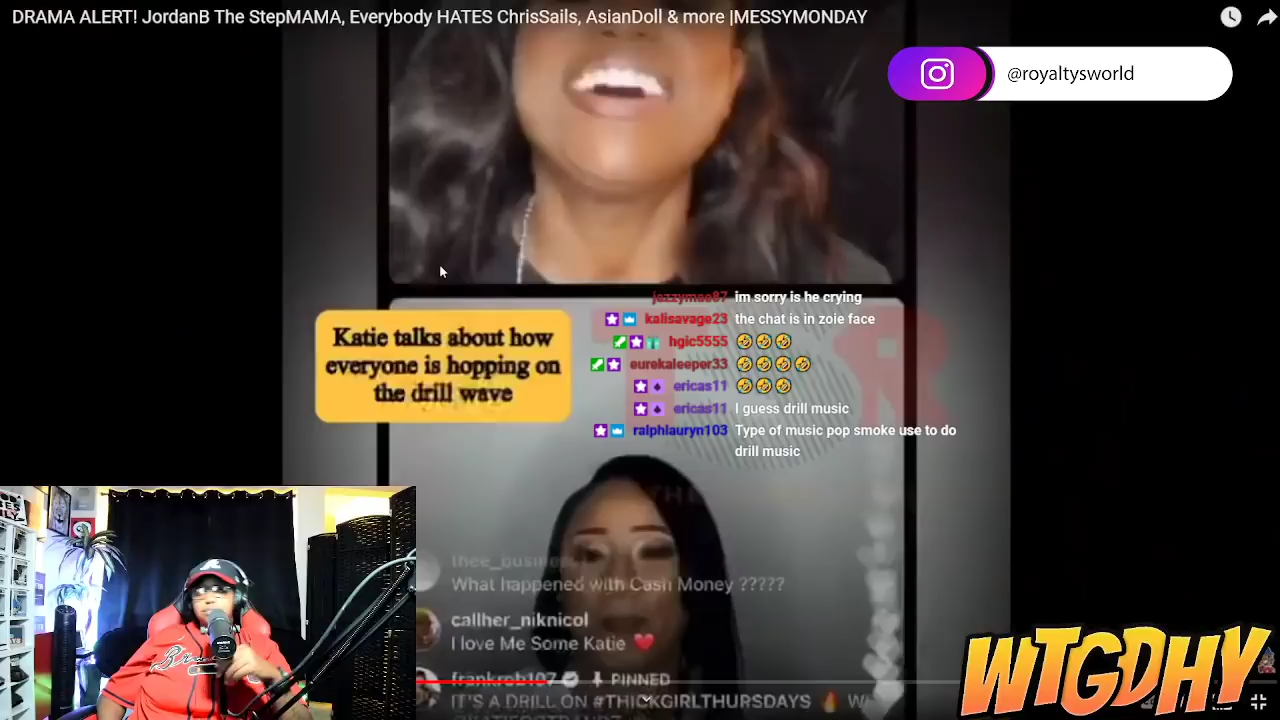 DRAMA ALERT! JordanB The StepMAMA, Everybody HATES ChrisSails, AsianDoll & more |MESSYMONDAY
@royaltysworld
jazzymae87 im sorry is he crying
kalisavage23 the chat is in zoie face
Katie talks about how
everyone is hopping on
the drill wave
hgic5555 🤣🤣🤣
eurekaleeper33 🤣🤣🤣🤣
ericas11 🤣🤣🤣
ericas11 I guess drill music
ralphlauryn103 Type of music pop smoke use to do
drill music
What happened with Cash Money ?????
callher_niknicol
I love Me Some Katie ❤️
frankreb107 PINNED
IT'S A DRILL ON #THICKGIRLTHURSDAYS 🔥
WTGDHY